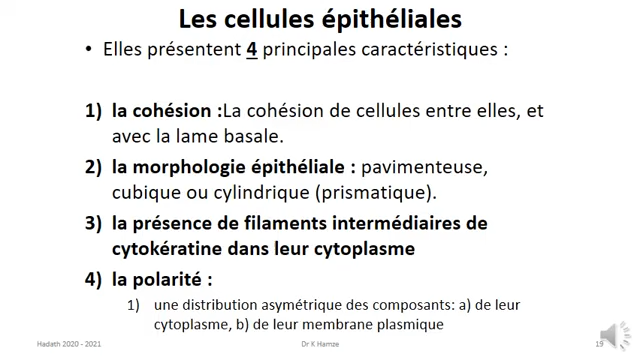 Les cellules épithéliales
• Elles présentent 4 principales caractéristiques :
1) la cohésion :La cohésion de cellules entre elles, et
avec la lame basale.
2) la morphologie épithéliale : pavimenteuse,
cubique ou cylindrique (prismatique).
3) la présence de filaments intermédiaires de
cytokératine dans leur cytoplasme
4) la polarité :
1) une distribution asymétrique des composants: a) de leur
cytoplasme, b) de leur membrane plasmique
Hadath 2020 - 2021 Dr K Hamze 19